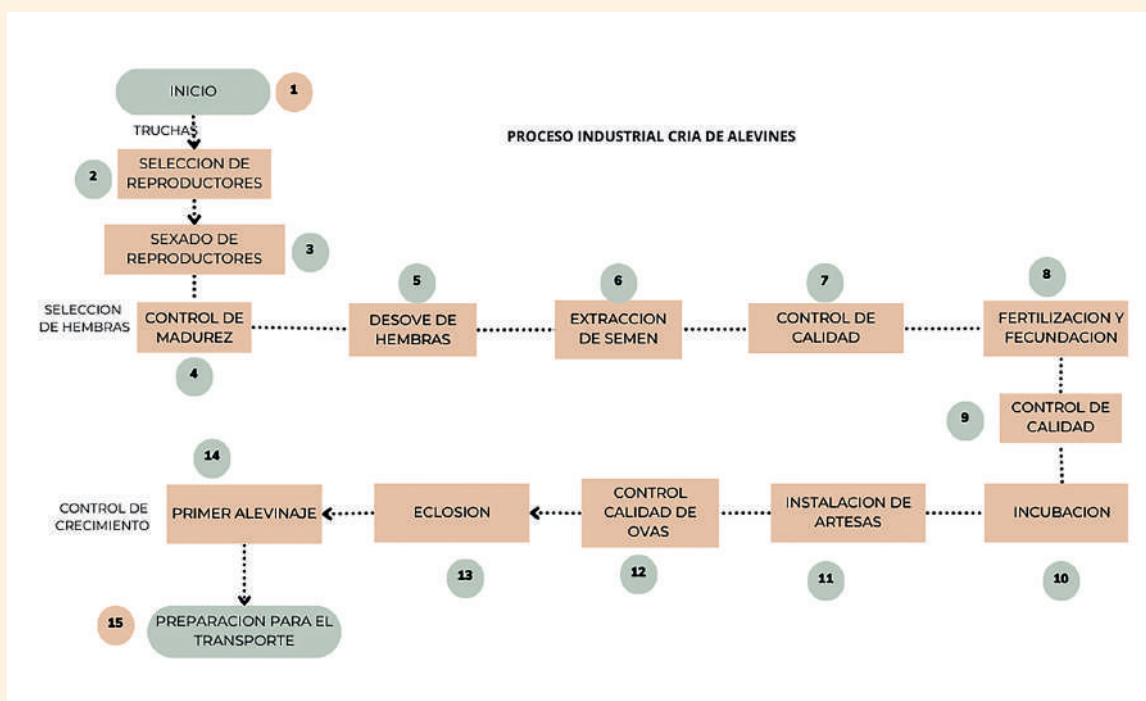 INICIO
1
TRUCHAS
PROCESO INDUSTRIAL CRIA DE ALEVINES
2
SELECCION DE
REPRODUCTORES
SEXADO DE
REPRODUCTORES
3
SELECCION
DE HEMBRAS
CONTROL DE
MADUREZ
4
5
DESOVE DE
HEMBRAS
6
EXTRACCION
DE SEMEN
7
CONTROL DE
CALIDAD
8
FERTILIZACION Y
FECUNDACION
9
CONTROL DE
CALIDAD
INCUBACION
10
INSTALACION DE
ARTESAS
11
CONTROL
CALIDAD DE
OVAS
12
ECLOSION
13
14
CONTROL DE
CRECIMIENTO
PRIMER ALEVINAJE
15
PREPARACION PARA EL
TRANSPORTE